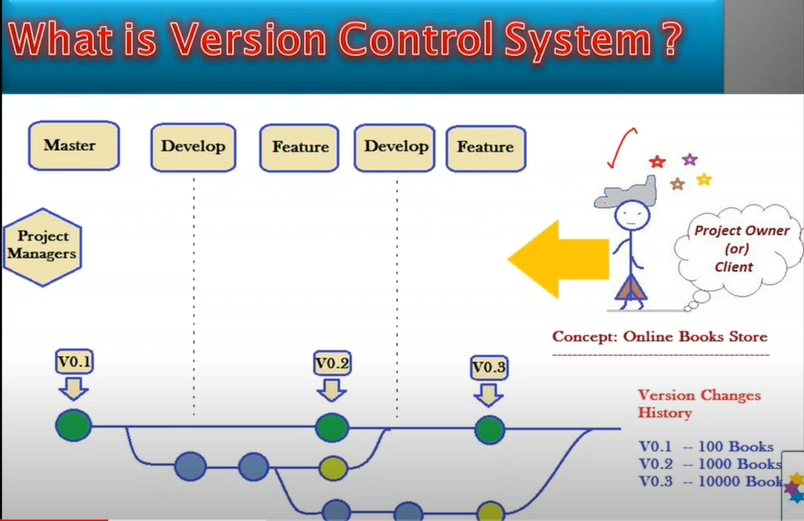 What is Version Control System ?
Master
Develop
Feature
Develop
Feature
Project
Managers
Project Owner
(or)
Client
Concept: Online Books Store
V0.1
V0.2
V0.3
Version Changes
History
V0.1 -- 100 Books
V0.2 -- 1000 Books
V0.3 -- 10000 Book